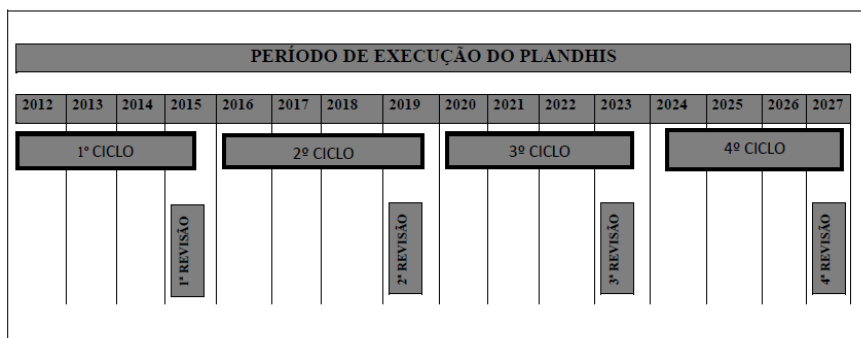 PERÍODO DE EXECUÇÃO DO PLANDHIS
2012 2013 2014 2015 2016 2017 2018 2019 2020 2021 2022 2023 2024 2025 2026 2027
1º CICLO 2º CICLO 3º CICLO 4º CICLO
1ª REVISÃO
2ª REVISÃO
3ª REVISÃO
4ª REVISÃO